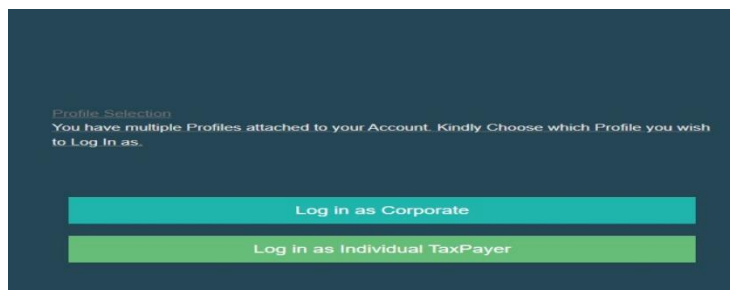 Profile Selection
You have multiple Profiles attached to your Account. Kindly Choose which Profile you wish
to Log In as.
Log in as Corporate
Log in as Individual TaxPayer